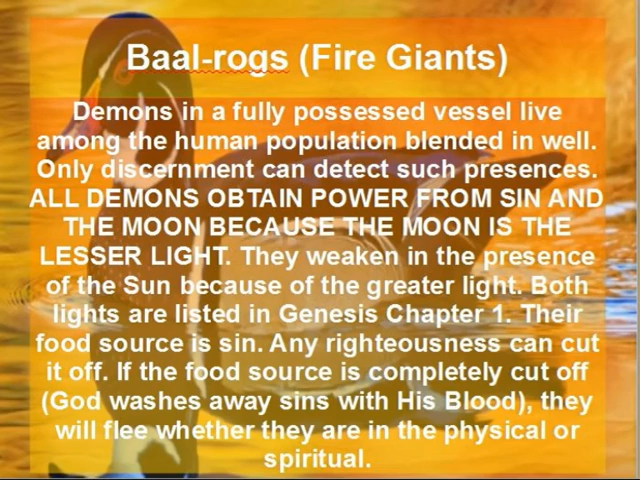 Baal-rogs (Fire Giants)
Demons in a fully possessed vessel live
among the human population blended in well.
Only discernment can detect such presences.
ALL DEMONS OBTAIN POWER FROM SIN AND
THE MOON BECAUSE THE MOON IS THE
LESSER LIGHT. They weaken in the presence
of the Sun because of the greater light. Both
lights are listed in Genesis Chapter 1. Their
food source is sin. Any righteousness can cut
it off. If the food source is completely cut off
(God washes away sins with His Blood), they
will flee whether they are in the physical or
spiritual.